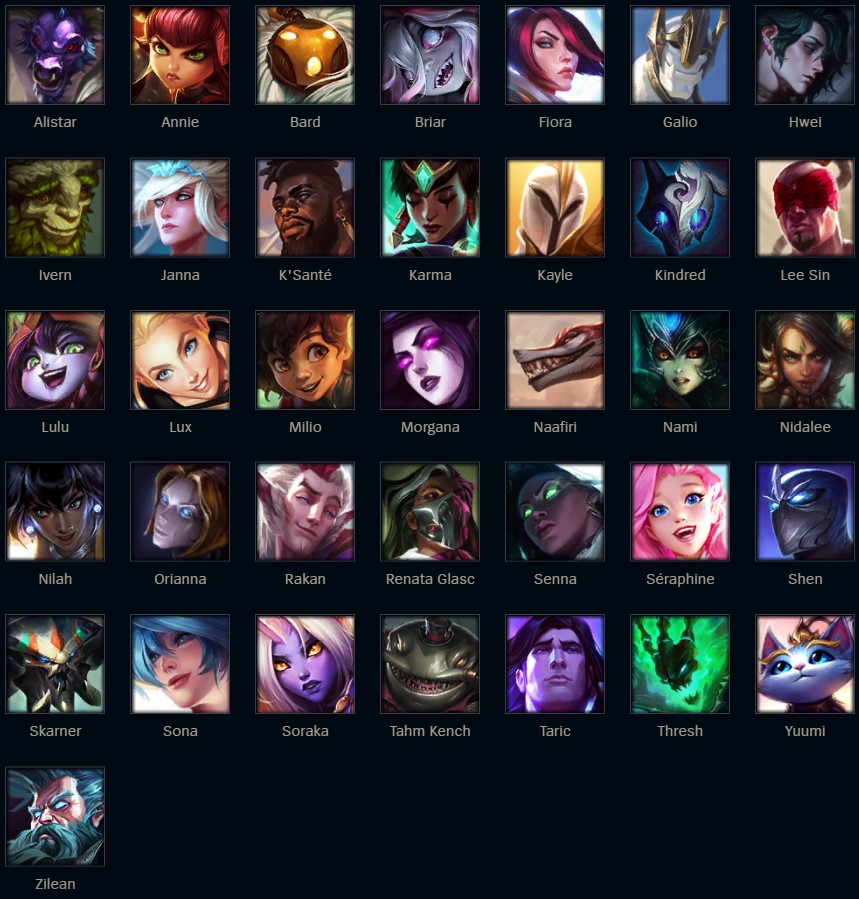 Alistar Annie Bard Briar Fiora Galio Hwei
Ivern Janna K'Santé Karma Kayle Kindred Lee Sin
Lulu Lux Milio Morgana Naafiri Nami Nidalee
Nilah Orianna Rakan Renata Glasc Senna Séraphine Shen
Skarner Sona Soraka Tahm Kench Taric Thresh Yuumi
Zilean